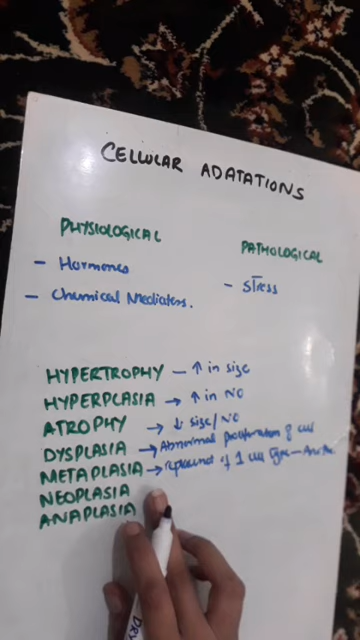 CELLULAR ADATATIONS
PHYSIOLOGICAL
PATHOLOGICAL
- Hormones
- Stress
- Chemical Mediators.
HYPERTROPHY - ↑ in size
HYPERPLASIA → ↑ in NO
ATROPHY → ↓ size/NO
DYSPLASIA → Abnormal proliferation of cell
METAPLASIA → of 1 cell type -
NEOPLASIA
ANAPLASIA
DRY